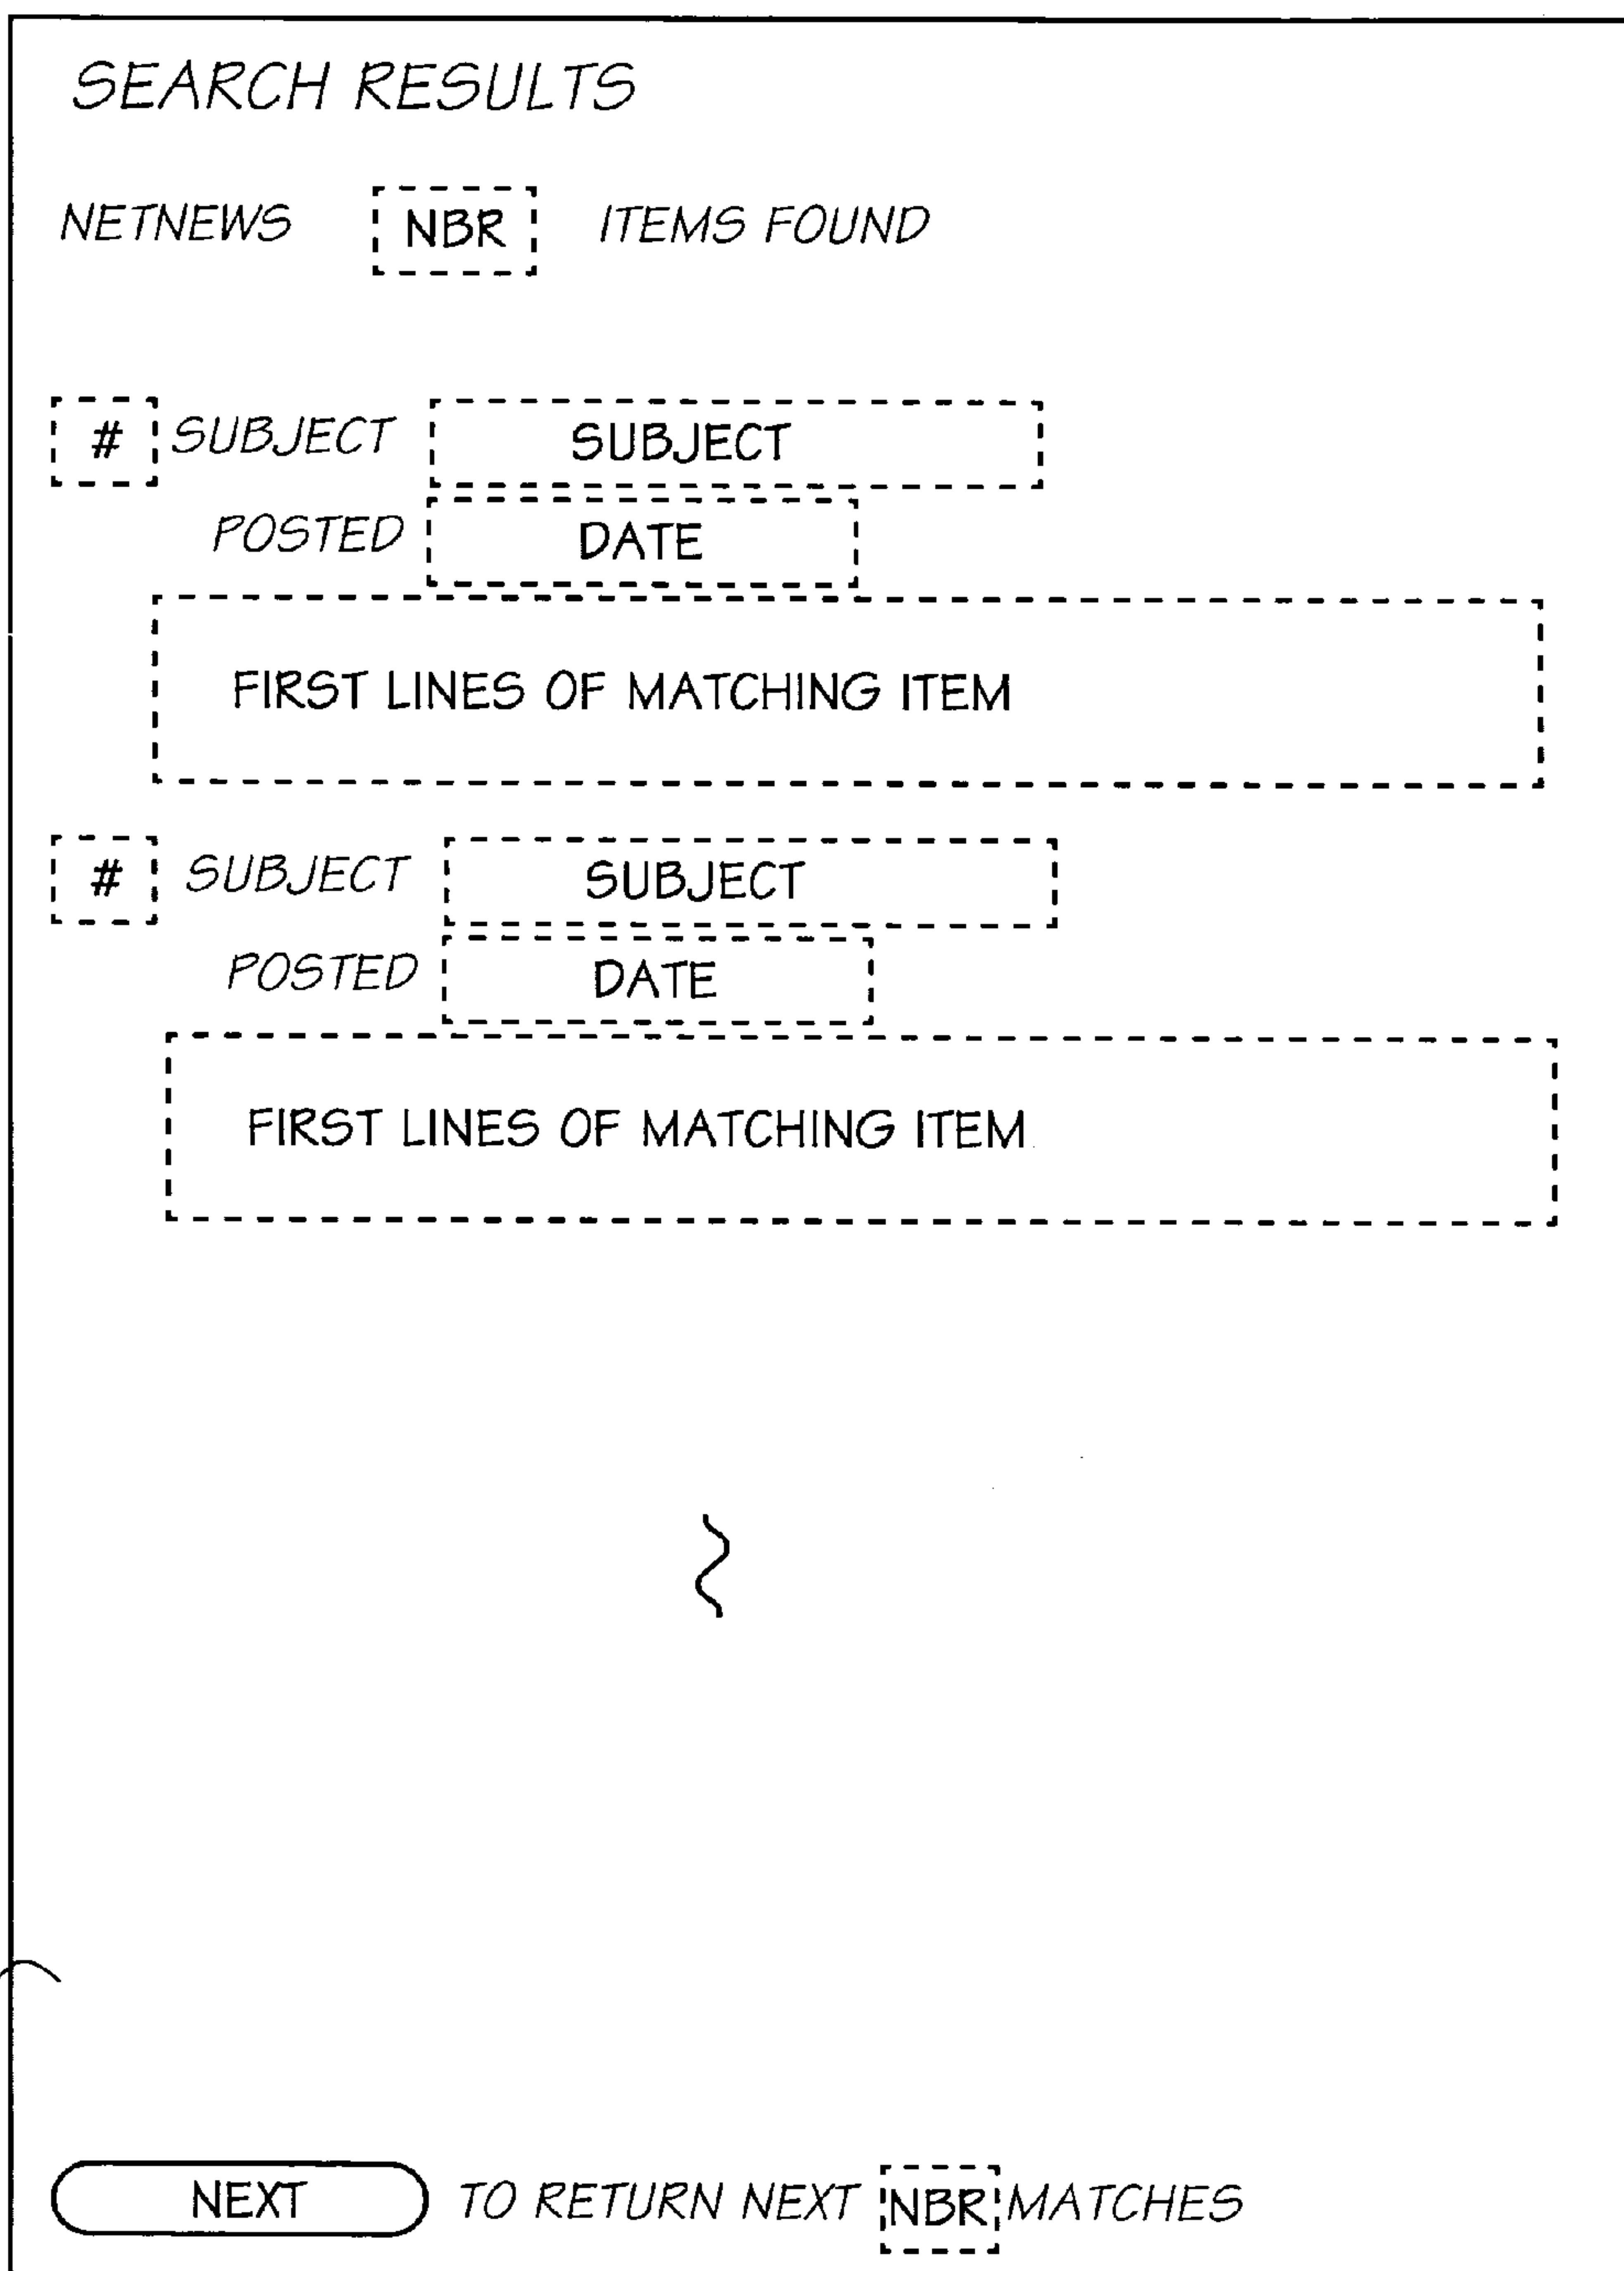 SEARCH RESULTS
NETNEWS NBR ITEMS FOUND
# SUBJECT SUBJECT
POSTED DATE
FIRST LINES OF MATCHING ITEM
# SUBJECT SUBJECT
POSTED DATE
FIRST LINES OF MATCHING ITEM
NEXT TO RETURN NEXT NBR MATCHES